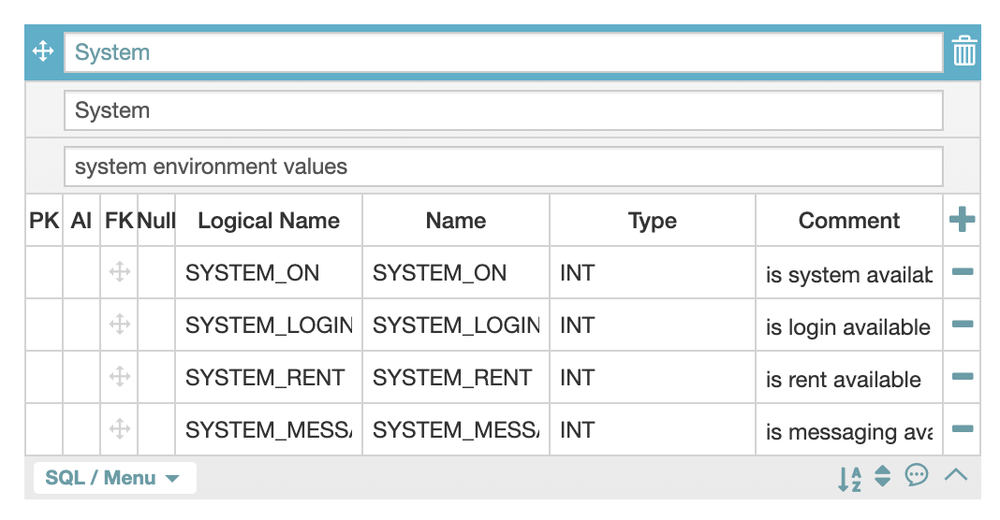 System
System
system environment values
PK AI FK Null Logical Name Name Type Comment
SYSTEM_ON SYSTEM_ON INT is system availab
SYSTEM_LOGIN SYSTEM_LOGIN INT is login available
SYSTEM_RENT SYSTEM_RENT INT is rent available
SYSTEM_MESSA SYSTEM_MESSA INT is messaging ava
SQL / Menu
A
Z